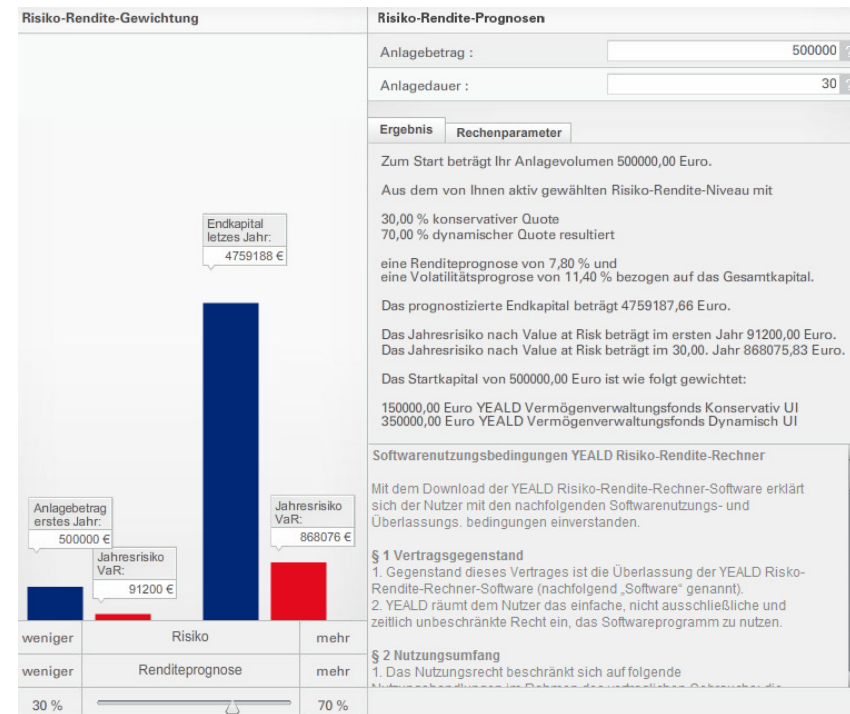 Risiko-Rendite-Gewichtung
Endkapital
letzes Jahr:
4759188 €
Anlagebetrag
erstes Jahr:
500000 €
Jahresrisiko
VaR:
91200 €
Jahresrisiko
VaR:
868076 €
weniger Risiko mehr
weniger Renditeprognose mehr
30 % 70 %
Risiko-Rendite-Prognosen
Anlagebetrag : 500000 ?
Anlagedauer : 30 ?
Ergebnis Rechenparameter
Zum Start beträgt Ihr Anlagevolumen 500000,00 Euro.
Aus dem von Ihnen aktiv gewählten Risiko-Rendite-Niveau mit
30,00 % konservativer Quote
70,00 % dynamischer Quote resultiert
eine Renditeprognose von 7,80 % und
eine Volatilitätsprogrose von 11,40 % bezogen auf das Gesamtkapital.
Das prognostizierte Endkapital beträgt 4759187,66 Euro.
Das Jahresrisiko nach Value at Risk beträgt im ersten Jahr 91200,00 Euro.
Das Jahresrisiko nach Value at Risk beträgt im 30,00. Jahr 868075,83 Euro.
Das Startkapital von 500000,00 Euro ist wie folgt gewichtet:
150000,00 Euro YEALD Vermögenverwaltungsfonds Konservativ UI
350000,00 Euro YEALD Vermögenverwaltungsfonds Dynamisch UI
Softwarenutzungsbedingungen YEALD Risiko-Rendite-Rechner
Mit dem Download der YEALD Risiko-Rendite-Rechner-Software erklärt
sich der Nutzer mit den nachfolgenden Softwarenutzungs- und
Überlassungs. bedingungen einverstanden.
§ 1 Vertragsgegenstand
1. Gegenstand dieses Vertrages ist die Überlassung der YEALD Risko-
Rendite-Rechner-Software (nachfolgend „Software“ genannt).
2. YEALD räumt dem Nutzer das einfache, nicht ausschließliche und
zeitlich unbeschränkte Recht ein, das Softwareprogramm zu nutzen.
§ 2 Nutzungsumfang
1. Das Nutzungsrecht beschränkt sich auf folgende